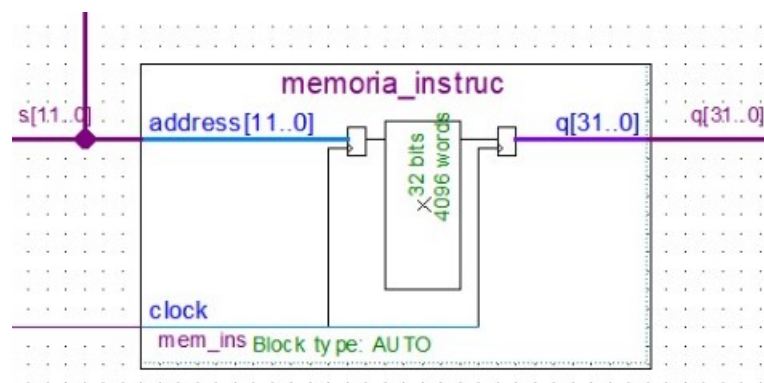 memoria_instruc
s[11..0]
address[11..0]
q[31..0]
q[31..0]
32 bits
4096 words
clock
mem_ins
Block type: AUTO